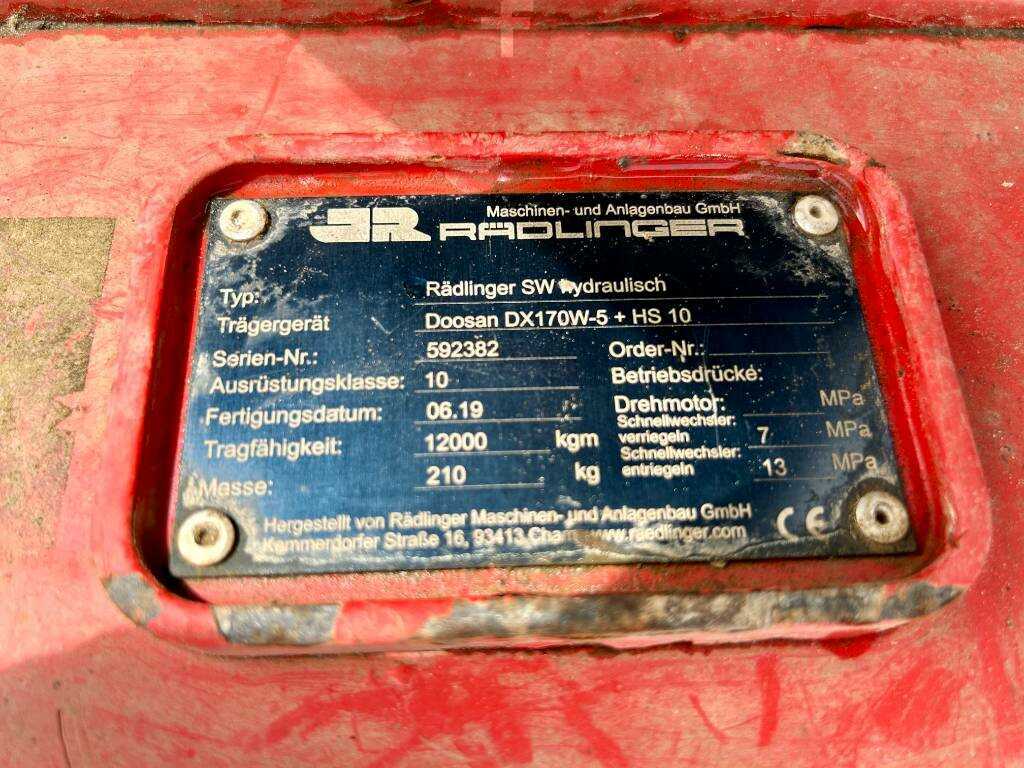 Maschinen- und Anlagenbau GmbH
JR RÄDLINGER
Typ: Rädlinger SW hydraulisch
Trägergerät Doosan DX170W-5 + HS 10
Serien-Nr.: 592382 Order-Nr.:
Ausrüstungsklasse: 10 Betriebsdrücke:
Fertigungsdatum: 06.19 Drehmotor: MPa
Tragfähigkeit: 12000 kgm Schnellwechsler: verriegeln 7 MPa
Masse: 210 kg Schnellwechsler: entriegeln 13 MPa
Hergestellt von Rädlinger Maschinen- und Anlagenbau GmbH
Kammerdorfer Straße 16, 93413 Cham www.raedlinger.com
CE